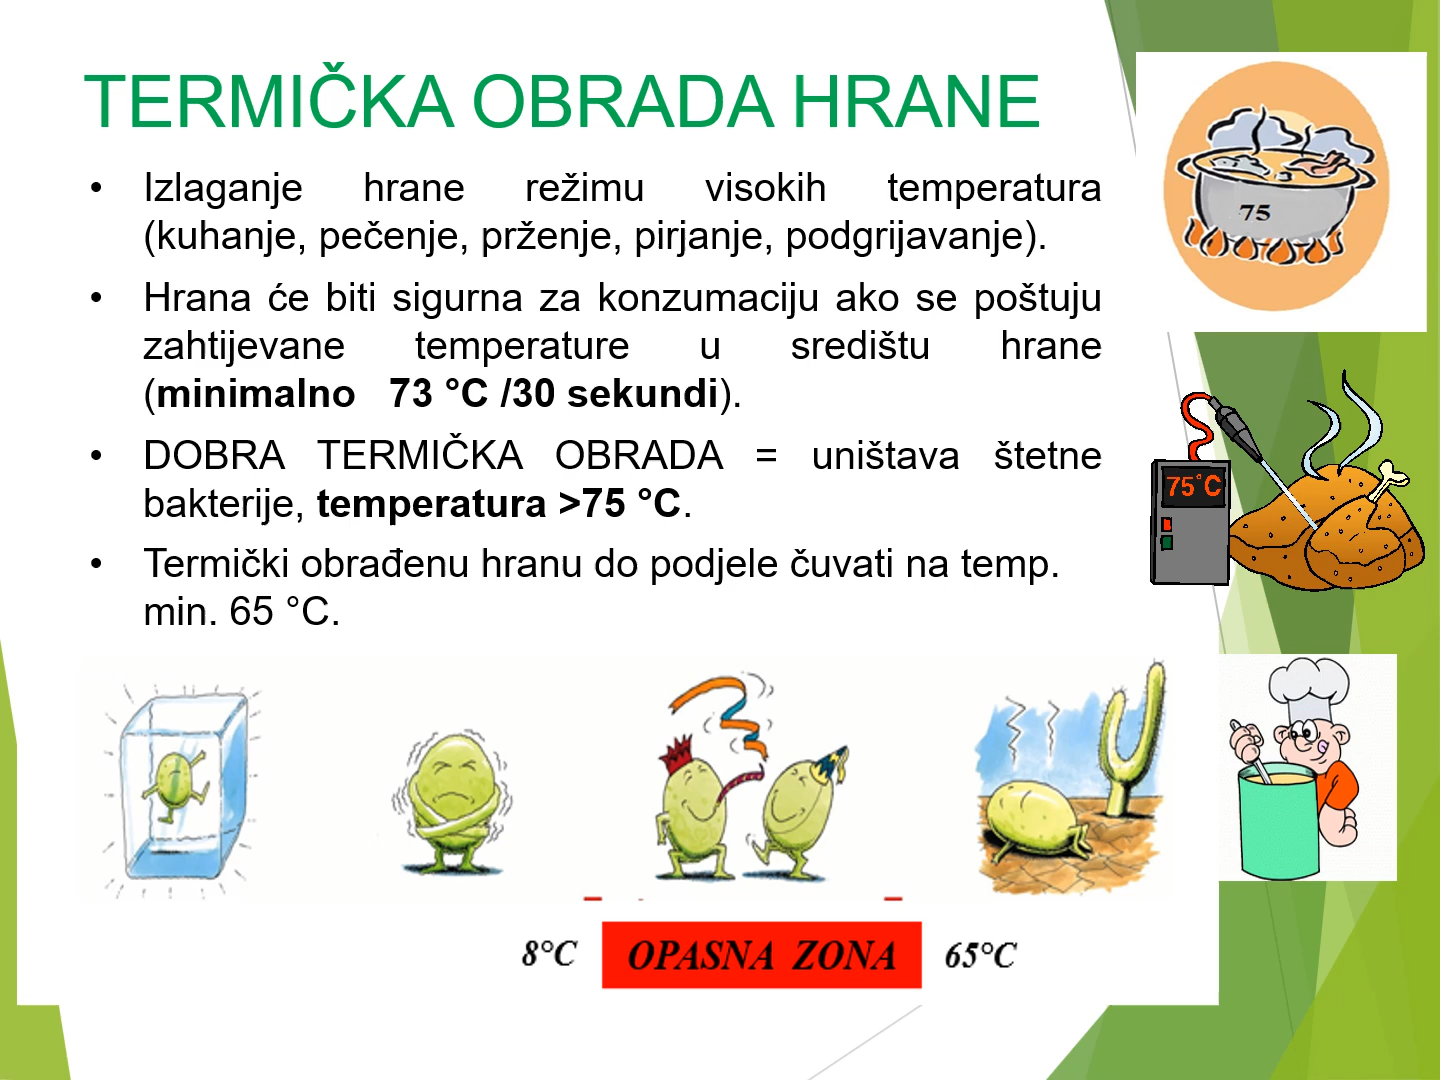 TERMIČKA OBRADA HRANE
• Izlaganje hrane režimu visokih temperatura
(kuhanje, pečenje, prženje, pirjanje, podgrijavanje).
• Hrana će biti sigurna za konzumaciju ako se poštuju
zahtijevane temperature u središtu hrane
(minimalno 73 °C /30 sekundi).
• DOBRA TERMIČKA OBRADA = uništava štetne
bakterije, temperatura >75 °C.
• Termički obrađenu hranu do podjele čuvati na temp.
min. 65 °C.
75
75°C
8°C
OPASNA ZONA
65°C